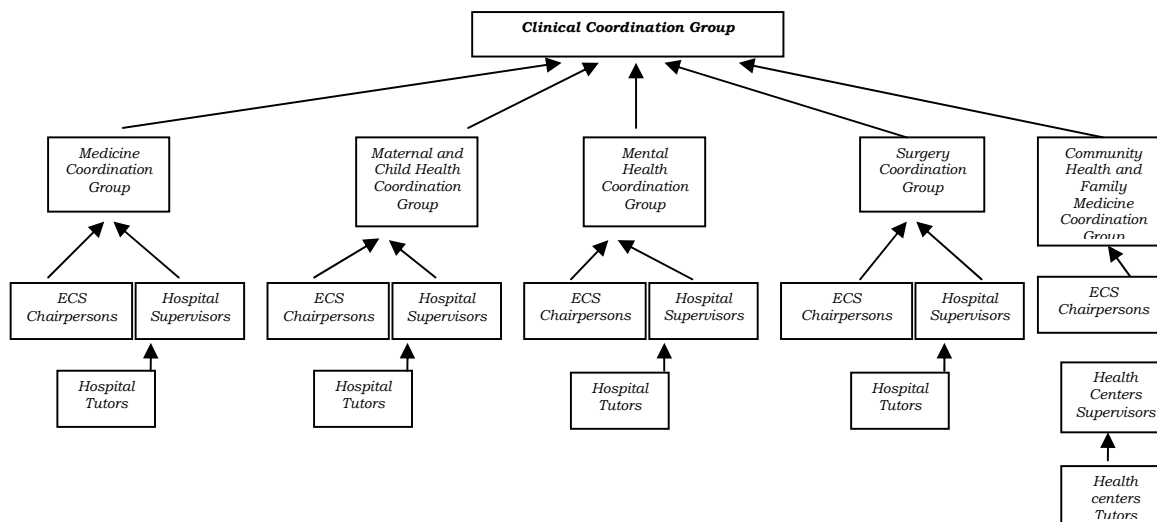 Clinical Coordination Group
Medicine
Coordination
Group
Maternal and
Child Health
Coordination
Group
Mental
Health
Coordination
Group
Surgery
Coordination
Group
Community
Health and
Family
Medicine
Coordination
Group
ECS
Chairpersons
Hospital
Supervisors
ECS
Chairpersons
Hospital
Supervisors
ECS
Chairpersons
Hospital
Supervisors
ECS
Chairpersons
Hospital
Supervisors
ECS
Chairpersons
Hospital
Tutors
Hospital
Tutors
Hospital
Tutors
Hospital
Tutors
Health
Centers
Supervisors
Health
centers
Tutors